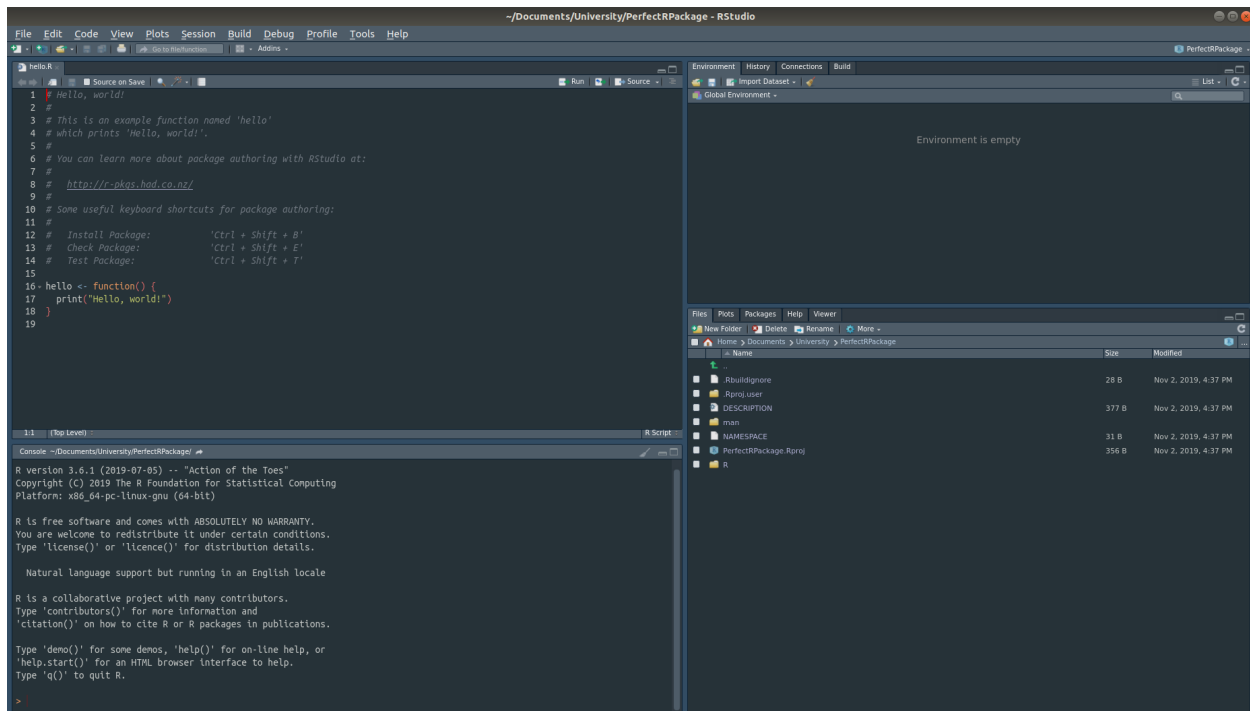 ~/Documents/University/PerfectRPackage - RStudio
File Edit Code View Plots Session Build Debug Profile Tools Help
Go to file/function Addins
PerfectRPackage
hello.R
Source on Save Run Source
1 # Hello, world!
2 #
3 # This is an example function named 'hello'
4 # which prints 'Hello, world!'.
5 #
6 # You can learn more about package authoring with RStudio at:
7 #
8 #   http://r-pkgs.had.co.nz/
9 #
10 # Some useful keyboard shortcuts for package authoring:
11 #
12 #   Install Package:           'Ctrl + Shift + B'
13 #   Check Package:             'Ctrl + Shift + E'
14 #   Test Package:              'Ctrl + Shift + T'
15
16 hello <- function() {
17   print("Hello, world!")
18 }
19
1:1 (Top Level) R Script
Console ~/Documents/University/PerfectRPackage/
R version 3.6.1 (2019-07-05) -- "Action of the Toes"
Copyright (C) 2019 The R Foundation for Statistical Computing
Platform: x86_64-pc-linux-gnu (64-bit)
R is free software and comes with ABSOLUTELY NO WARRANTY.
You are welcome to redistribute it under certain conditions.
Type 'license()' or 'licence()' for distribution details.
Natural language support but running in an English locale
R is a collaborative project with many contributors.
Type 'contributors()' for more information and
'citation()' on how to cite R or R packages in publications.
Type 'demo()' for some demos, 'help()' for on-line help, or
'help.start()' for an HTML browser interface to help.
Type 'q()' to quit R.
>
Environment History Connections Build
Import Dataset List
Global Environment
Environment is empty
Files Plots Packages Help Viewer
New Folder Delete Rename More
Home Documents University PerfectRPackage ...
Name Size Modified
..
.Rbuildignore 28 B Nov 2, 2019, 4:37 PM
.Rproj.user
DESCRIPTION 377 B Nov 2, 2019, 4:37 PM
man
NAMESPACE 31 B Nov 2, 2019, 4:37 PM
PerfectRPackage.Rproj 356 B Nov 2, 2019, 4:37 PM
R